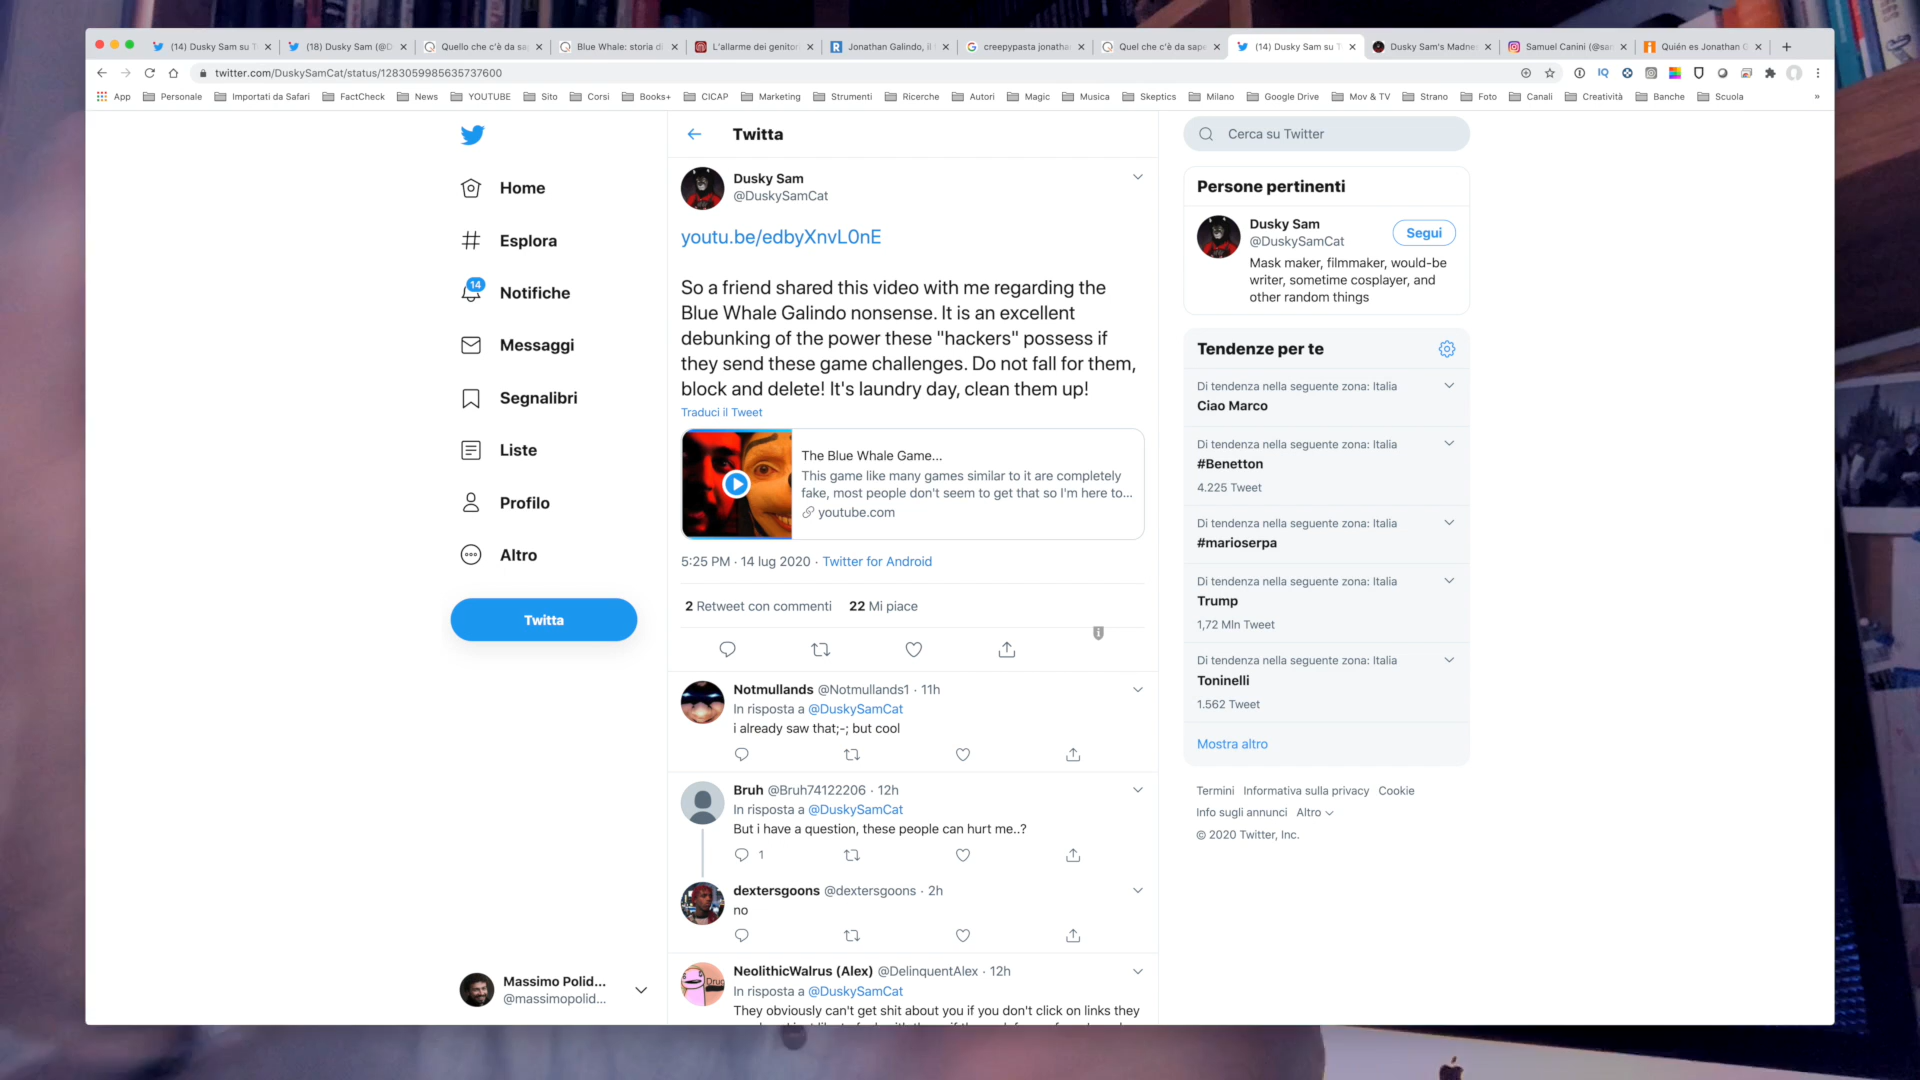 (14) Dusky Sam su T
(18) Dusky Sam (@D
Quello che c'è da sa
Blue Whale: storia di
L'allarme dei genitor
Jonathan Galindo, il
creepypasta jonathan
Quel che c'è da sape
(14) Dusky Sam su T
Dusky Sam's Madne
Samuel Canini (@sa
Quién es Jonathan G
twitter.com/DuskySamCat/status/1283059985635737600
App Personale Importati da Safari FactCheck News YOUTUBE Sito Corsi Books+ CICAP Marketing Strumenti Ricerche Autori Magic Musica Skeptics Milano Google Drive Mov & TV Strano Foto Canali Creatività Banche Scuola »
Home
Esplora
14
Notifiche
Messaggi
Segnalibri
Liste
Profilo
Altro
Twitta
Massimo Polid...
@massimopolid...
Twitta
Dusky Sam
@DuskySamCat
youtu.be/edbyXnvL0nE
So a friend shared this video with me regarding the
Blue Whale Galindo nonsense. It is an excellent
debunking of the power these "hackers" possess if
they send these game challenges. Do not fall for them,
block and delete! It's laundry day, clean them up!
Traduci il Tweet
The Blue Whale Game...
This game like many games similar to it are completely
fake, most people don't seem to get that so I'm here to...
youtube.com
5:25 PM · 14 lug 2020 · Twitter for Android
2 Retweet con commenti 22 Mi piace
Notmullands @Notmullands1 · 11h
In risposta a @DuskySamCat
i already saw that;-; but cool
Bruh @Bruh74122206 · 12h
In risposta a @DuskySamCat
But i have a question, these people can hurt me..?
1
dextersgoons @dextersgoons · 2h
no
NeolithicWalrus (Alex) @DelinquentAlex · 12h
In risposta a @DuskySamCat
They obviously can't get shit about you if you don't click on links they
Cerca su Twitter
Persone pertinenti
Dusky Sam
@DuskySamCat
Segui
Mask maker, filmmaker, would-be
writer, sometime cosplayer, and
other random things
Tendenze per te
Di tendenza nella seguente zona: Italia
Ciao Marco
Di tendenza nella seguente zona: Italia
#Benetton
4.225 Tweet
Di tendenza nella seguente zona: Italia
#marioserpa
Di tendenza nella seguente zona: Italia
Trump
1,72 Mln Tweet
Di tendenza nella seguente zona: Italia
Toninelli
1.562 Tweet
Mostra altro
Termini Informativa sulla privacy Cookie
Info sugli annunci Altro
© 2020 Twitter, Inc.